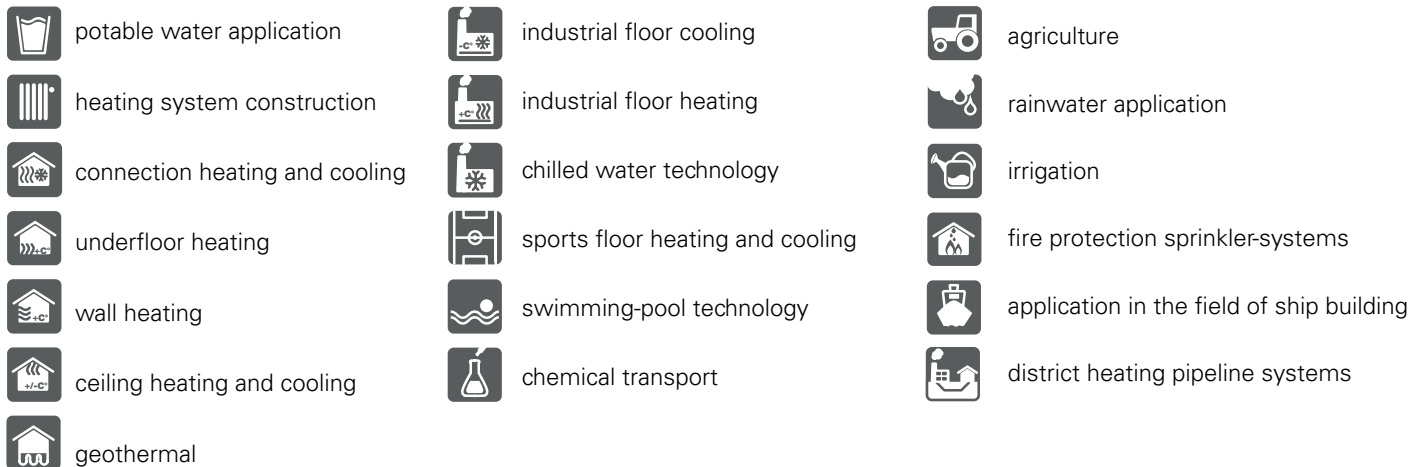 potable water application
heating system construction
connection heating and cooling
underfloor heating
+C°
wall heating
+C°
ceiling heating and cooling
+/-C°
geothermal
industrial floor cooling
-C°
industrial floor heating
+C°
chilled water technology
sports floor heating and cooling
swimming-pool technology
chemical transport
agriculture
rainwater application
irrigation
fire protection sprinkler-systems
application in the field of ship building
district heating pipeline systems